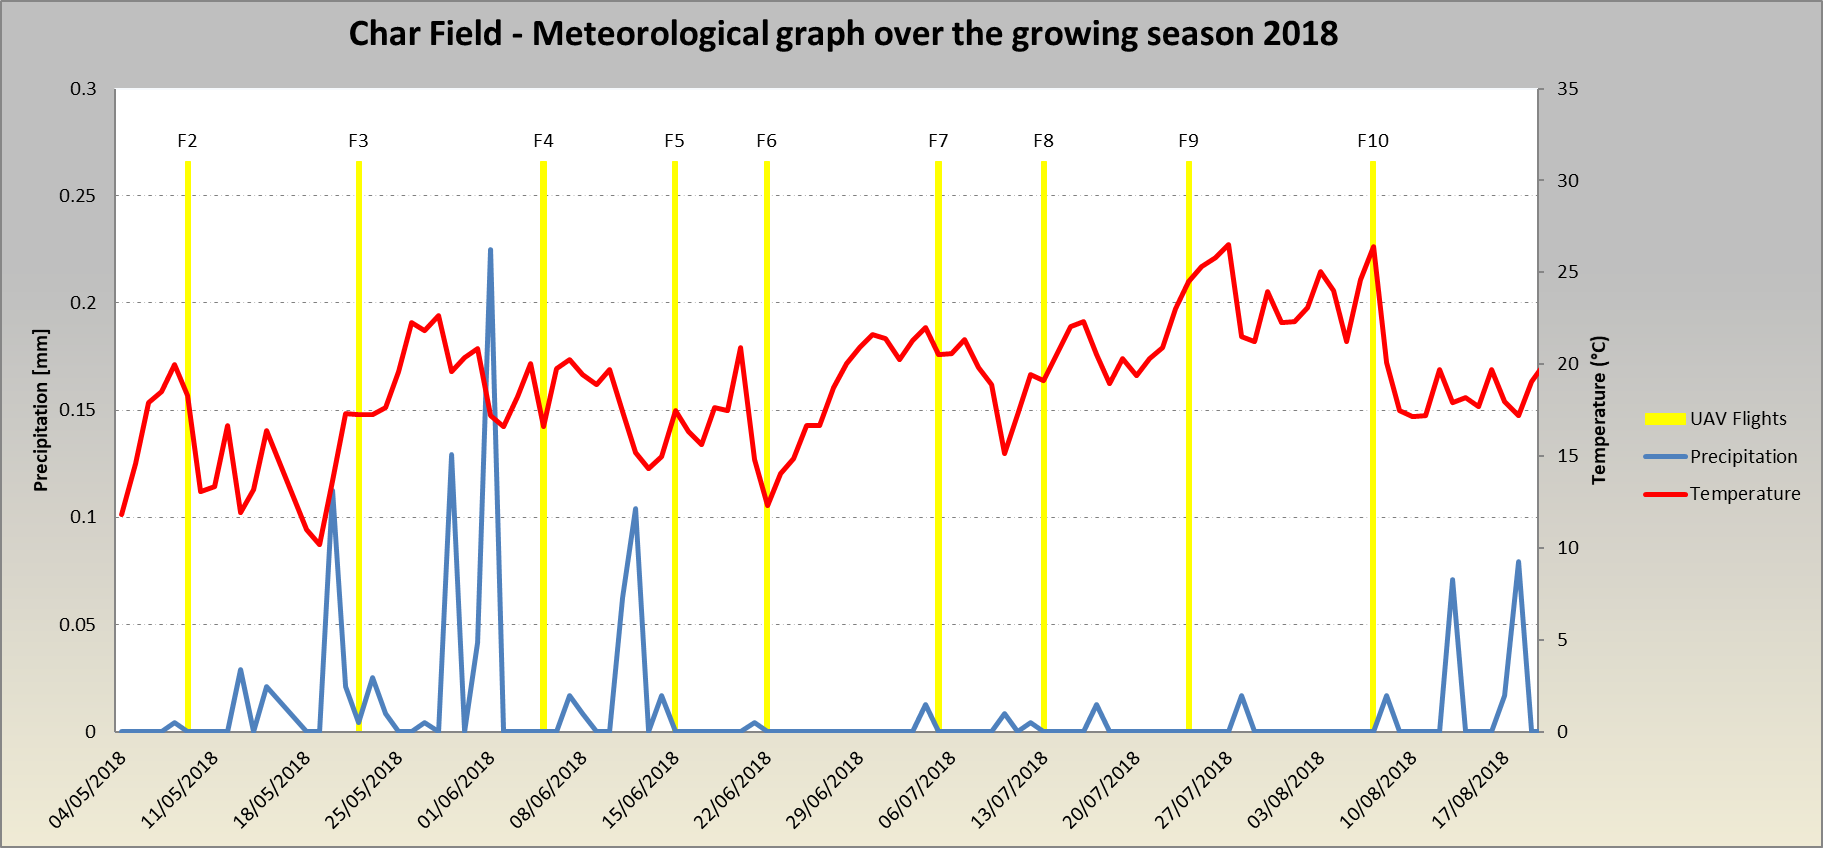 Char Field - Meteorological graph over the growing season 2018
0.3
0.25
0.2
0.15
0.1
0.05
0
Precipitation [mm]
F2
F3
F4
F5
F6
F7
F8
F9
F10
35
30
25
20
15
10
5
0
Temperature (°C)
UAV Flights
Precipitation
Temperature
04/05/2018
11/05/2018
18/05/2018
25/05/2018
01/06/2018
08/06/2018
15/06/2018
22/06/2018
29/06/2018
06/07/2018
13/07/2018
20/07/2018
27/07/2018
03/08/2018
10/08/2018
17/08/2018